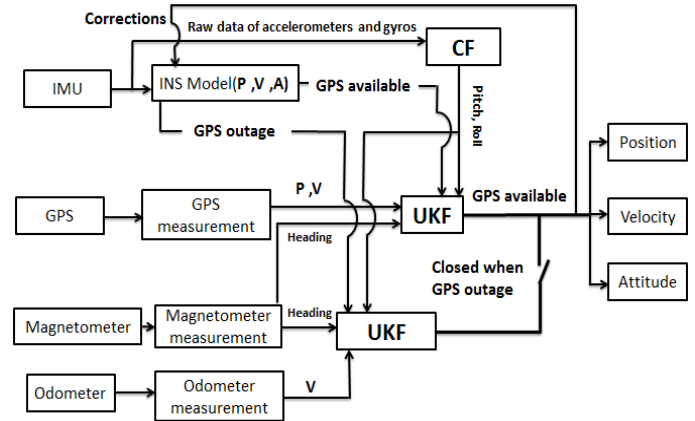 Corrections
Raw data of accelerometers and gyros
CF
IMU
INS Model(P ,V ,A)
GPS available
Pitch, Roll
GPS outage
Position
P ,V
GPS available
GPS
GPS
measurement
UKF
Velocity
Heading
Closed when
GPS outage
Attitude
Magnetometer
Magnetometer
measurement
Heading
UKF
Odometer
Odometer
measurement
V